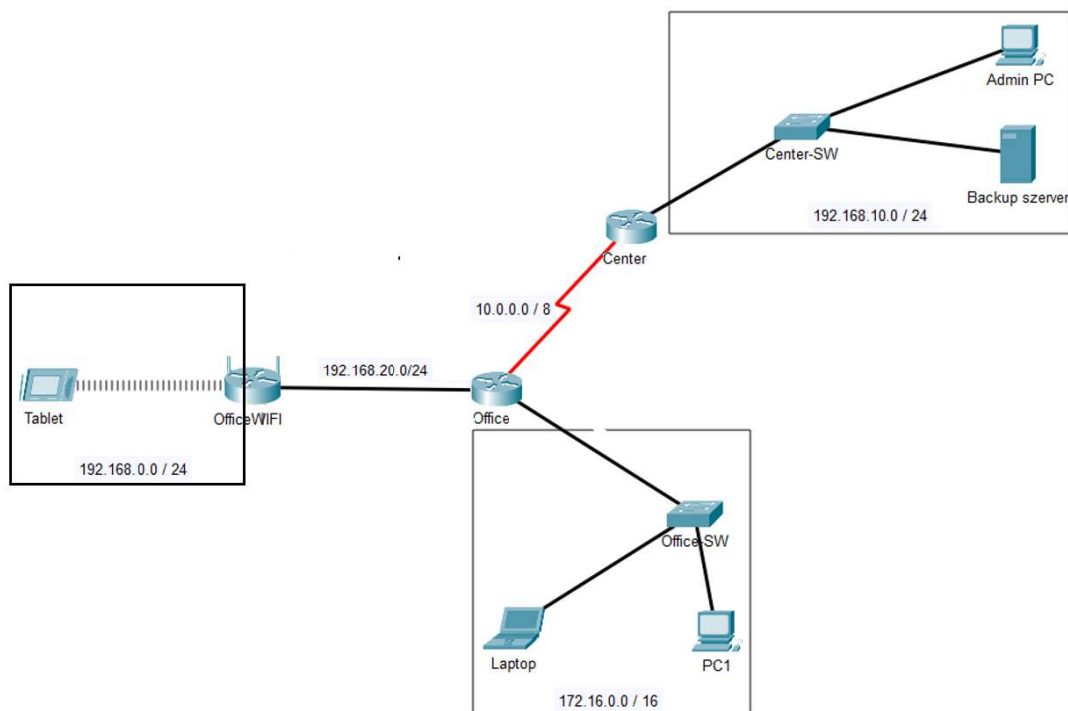 Admin PC
Center-SW
Backup szerver
192.168.10.0 / 24
Center
10.0.0.0 / 8
192.168.20.0/24
Tablet
OfficeWIFI
Office
192.168.0.0 / 24
Office-SW
Laptop
PC1
172.16.0.0 / 16